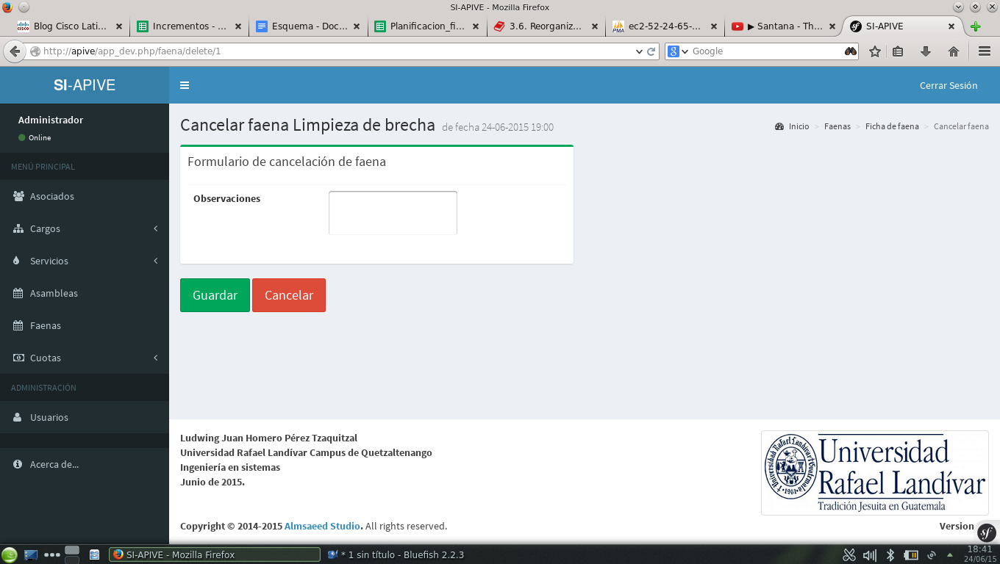 SI-APIVE - Mozilla Firefox
Blog Cisco Lati...
Incrementos - ...
Esquema - Doc...
Planificacion_fi...
3.6. Reorganiz...
ec2-52-24-65-...
▶ Santana - Th...
SI-APIVE
http://apive/app_dev.php/faena/delete/1
Google
SI-APIVE
Cerrar Sesión
Administrador
Online
MENÚ PRINCIPAL
Asociados
Cargos
Servicios
Asambleas
Faenas
Cuotas
ADMINISTRACIÓN
Usuarios
Acerca de...
Cancelar faena Limpieza de brecha de fecha 24-06-2015 19:00
Inicio > Faenas > Ficha de faena > Cancelar faena
Formulario de cancelación de faena
Observaciones
Guardar
Cancelar
Ludwing Juan Homero Pérez Tzaquitzal
Universidad Rafael Landívar Campus de Quetzaltenango
Ingeniería en sistemas
Junio de 2015.
Universidad
Rafael Landívar
Tradición Jesuita en Guatemala
Copyright © 2014-2015 Almsaeed Studio. All rights reserved.
Version
SI-APIVE - Mozilla Firefox
* 1 sin título - Bluefish 2.2.3
18:41
24/06/15